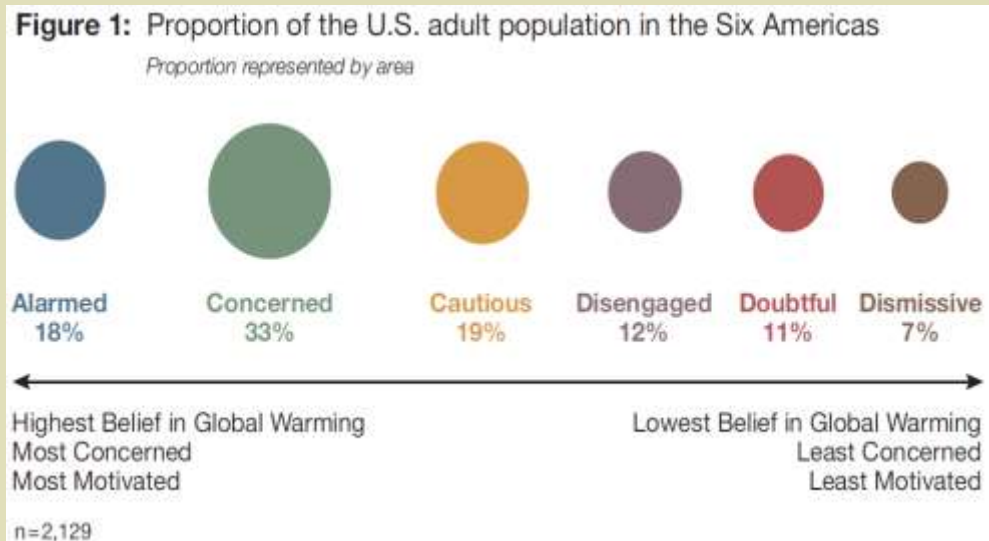 Figure 1: Proportion of the U.S. adult population in the Six Americas
Proportion represented by area
Alarmed
18%
Concerned
33%
Cautious
19%
Disengaged
12%
Doubtful
11%
Dismissive
7%
Highest Belief in Global Warming
Most Concerned
Most Motivated
Lowest Belief in Global Warming
Least Concerned
Least Motivated
n=2,129